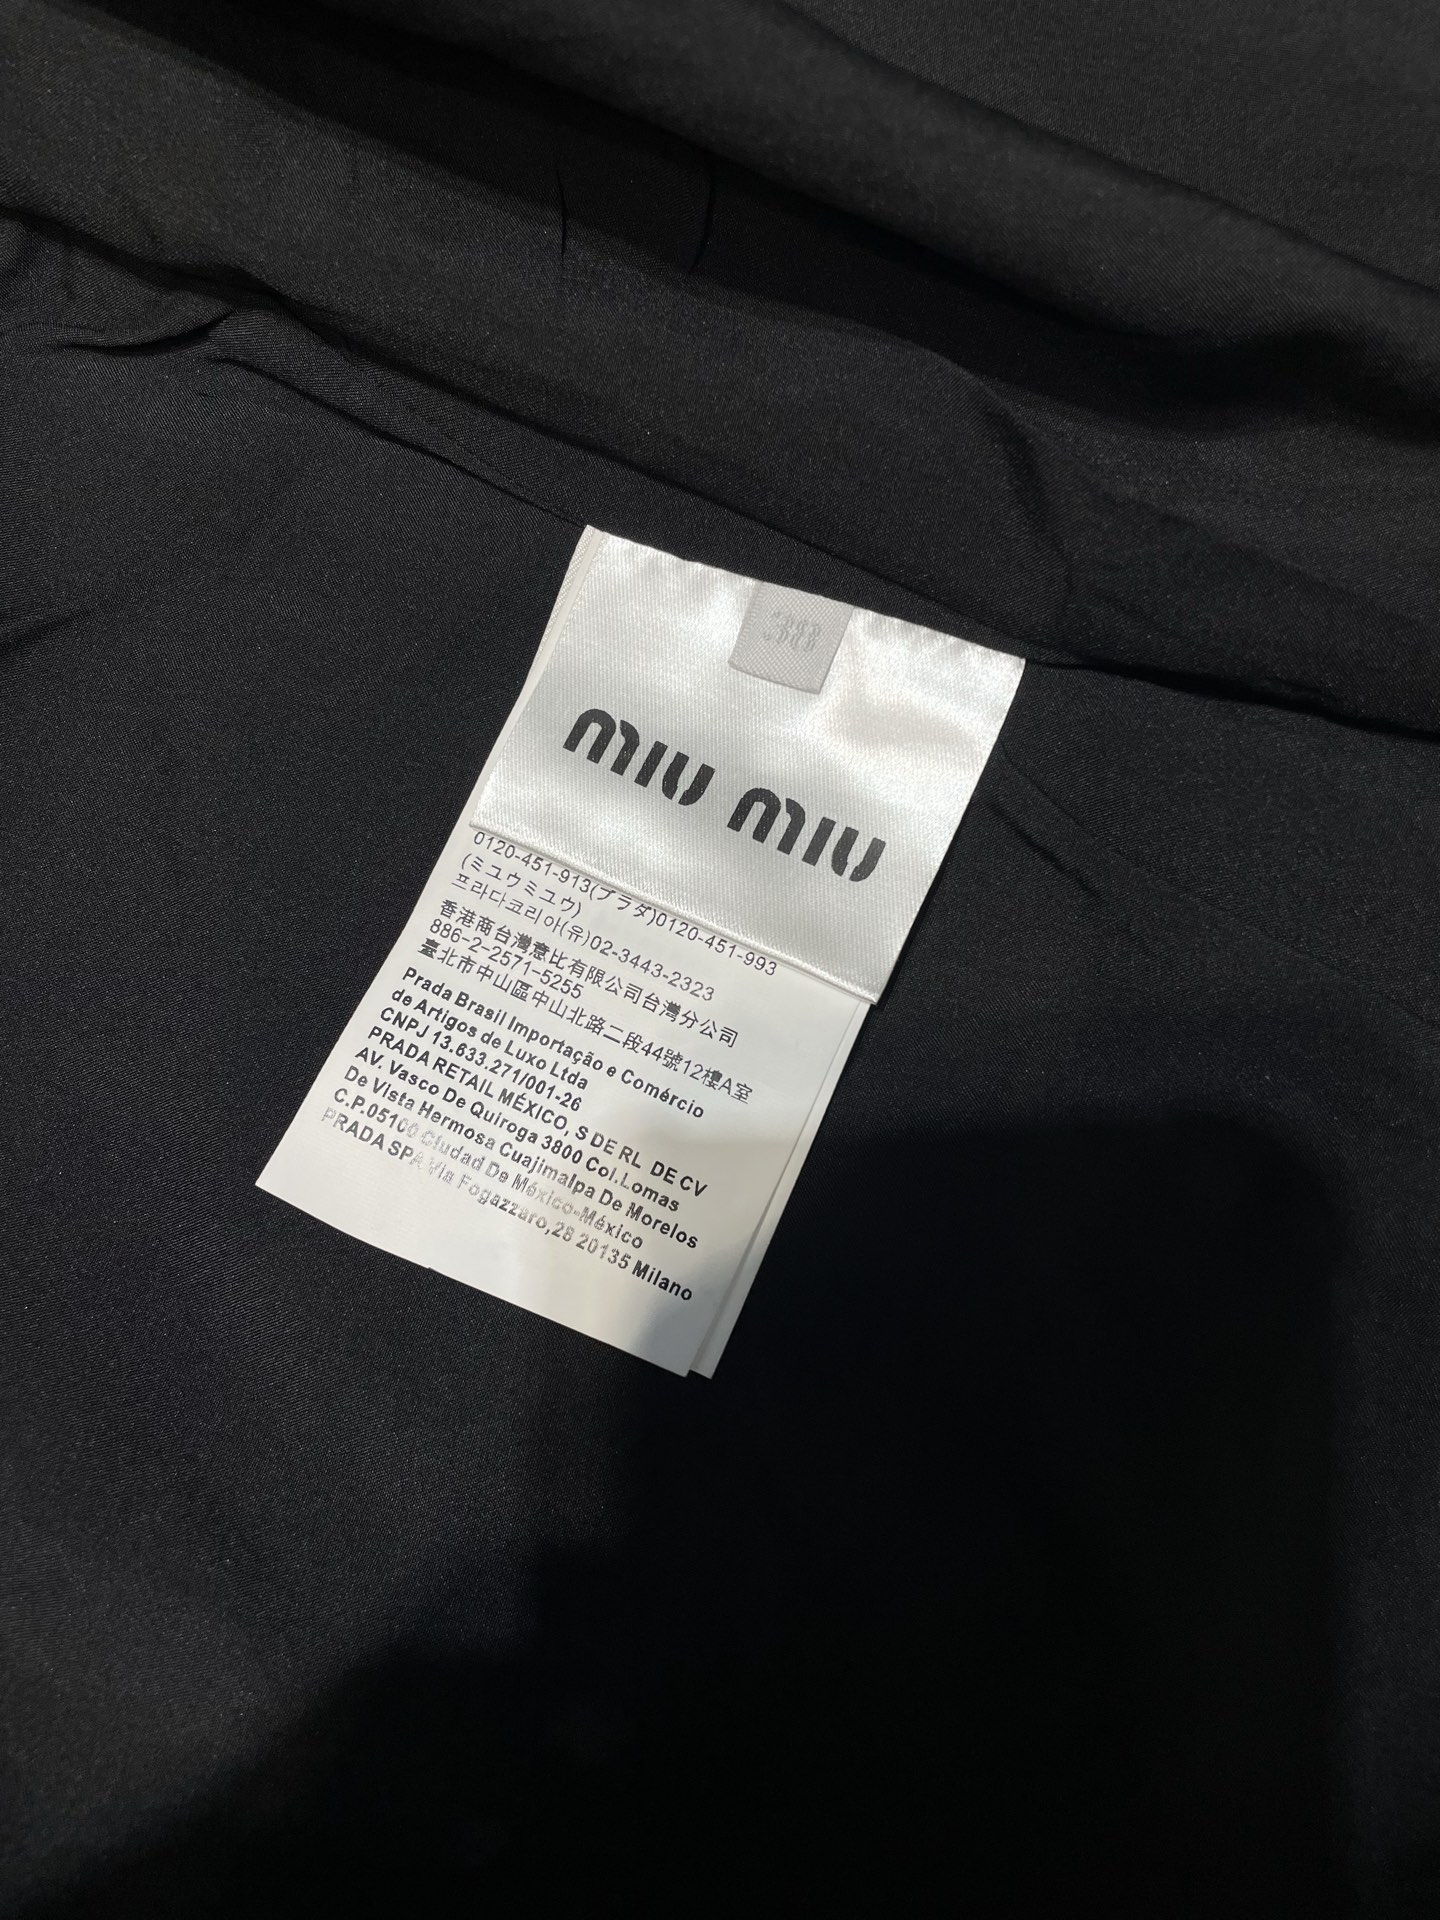 miu miu
0120-451-913(プラダ)0120-451-993
(ミュウミュウ)
프라다코리아(유)02-3443-2323
香港商台灣意比有限公司台灣分公司
886-2-2571-5255
臺北市中山區中山北路二段44號12樓A室
Prada Brasil Importação e Comércio
de Artigos de Luxo Ltda
CNPJ 13.633.271/001-26
PRADA RETAIL MÉXICO, S DE RL DE CV
AV. Vasco De Quiroga 3800 Col.Lomas
De Vista Hermosa Cuajimalpa De Morelos
C.P.05100 Ciudad De México-México
PRADA SPA Via Fogazzaro,28 20135 Milano